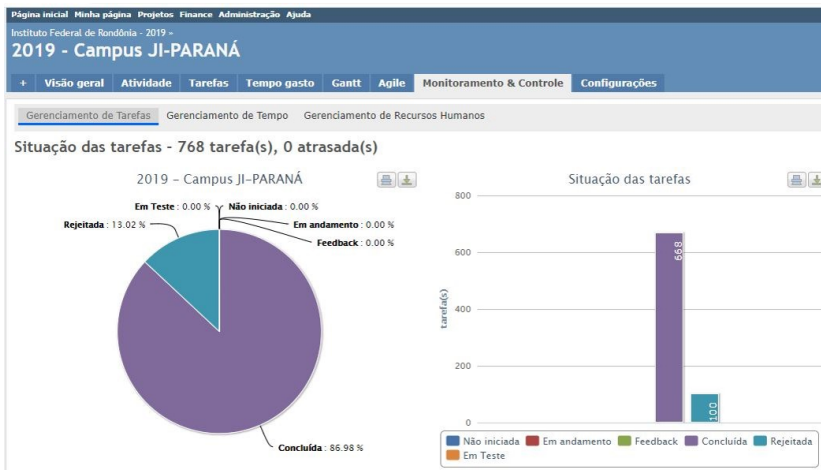 Página inicial Minha página Projetos Finance Administração Ajuda
Instituto Federal de Rondônia - 2019 »
2019 - Campus JI-PARANÁ
+ Visão geral Atividade Tarefas Tempo gasto Gantt Agile Monitoramento & Controle Configurações
Gerenciamento de Tarefas Gerenciamento de Tempo Gerenciamento de Recursos Humanos
Situação das tarefas - 768 tarefa(s), 0 atrasada(s)
2019 – Campus JI-PARANÁ
Em Teste : 0.00 % Não iniciada : 0.00 %
Rejeitada : 13.02 % Em andamento : 0.00 %
Feedback : 0.00 %
Concluída : 86.98 %
Situação das tarefas
800
600
400
200
0
tarefa(s)
668
100
Não iniciada Em andamento Feedback Concluída Rejeitada
Em Teste